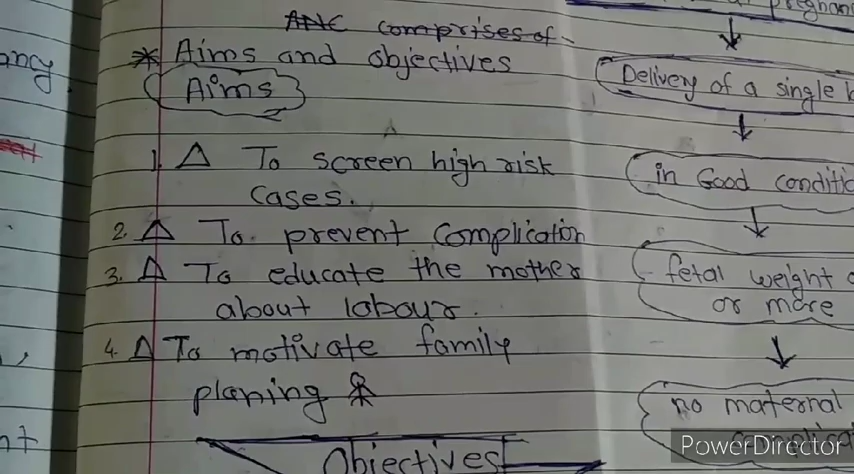 ANC comprises of -
* Aims and objectives
Aims
1. Δ To screen high risk
cases.
2. Δ To prevent complication
3. Δ To educate the mother
about labour.
4. Δ To motivate family
planing
Objectives
Delivery of a single
in Good
fetal weight
or more
no maternal
PowerDirector